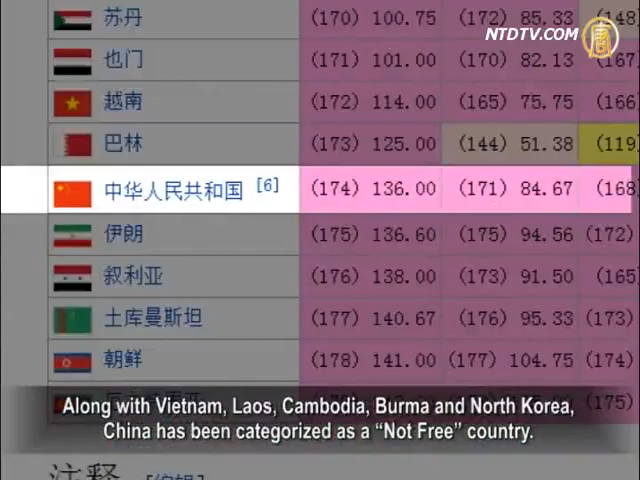 NTDTV.COM
苏丹 (170) 100.75 (172) 85.33 (148)
也门 (171) 101.00 (170) 82.13 (167)
越南 (172) 114.00 (165) 75.75 (166)
巴林 (173) 125.00 (144) 51.38 (119)
中华人民共和国 [6] (174) 136.00 (171) 84.67 (168
伊朗 (175) 136.60 (175) 94.56 (172)
叙利亚 (176) 138.00 (173) 91.50 (165)
土库曼斯坦 (177) 140.67 (176) 95.33 (173)
朝鲜 (178) 141.00 (177) 104.75 (174)
175)
Along with Vietnam, Laos, Cambodia, Burma and North Korea,
China has been categorized as a “Not Free” country.
注释 [编辑]